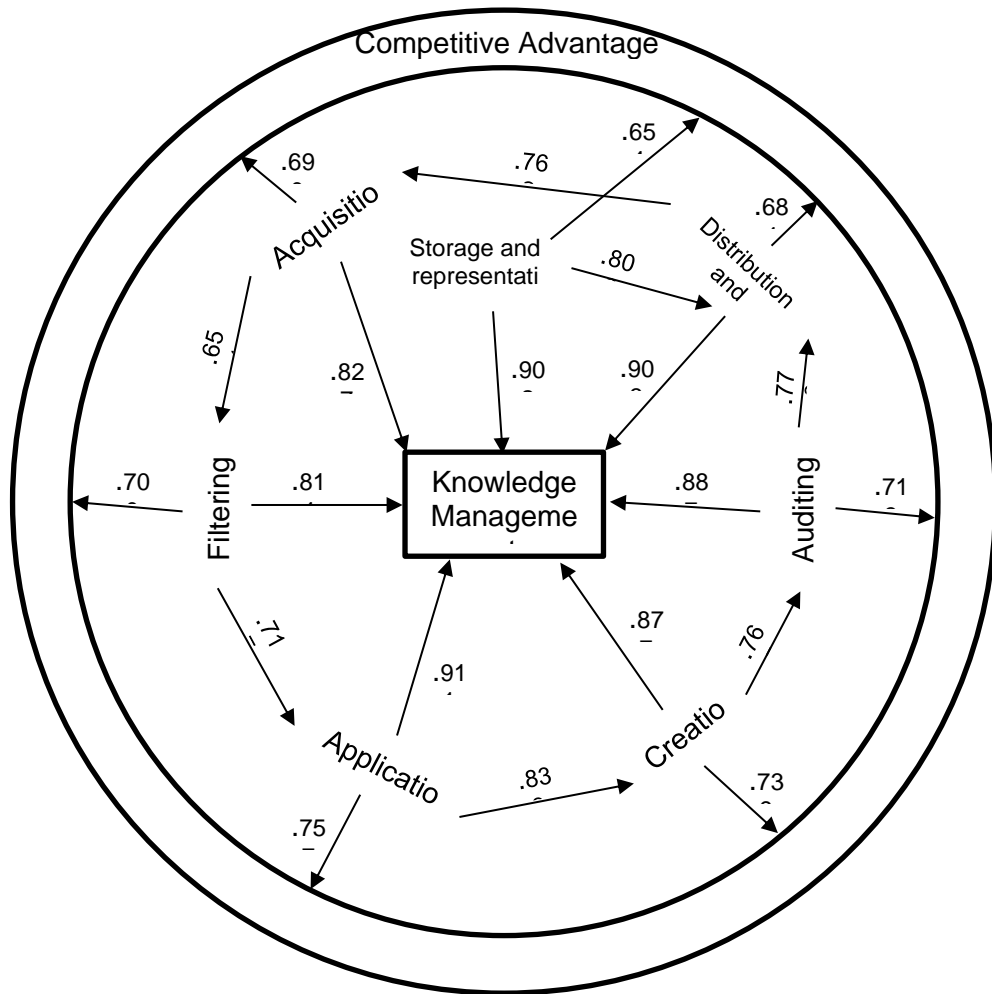 Competitive Advantage
.65
.69
.76
.68
Acquisitio
Storage and
representati
Distribution
and
.80
.65
.82
.90
.90
.77
.70
.81
Filtering
Knowledge
Manageme
.88
Auditing
.71
.71
.91
.87
.76
Applicatio
Creatio
.83
.73
.75